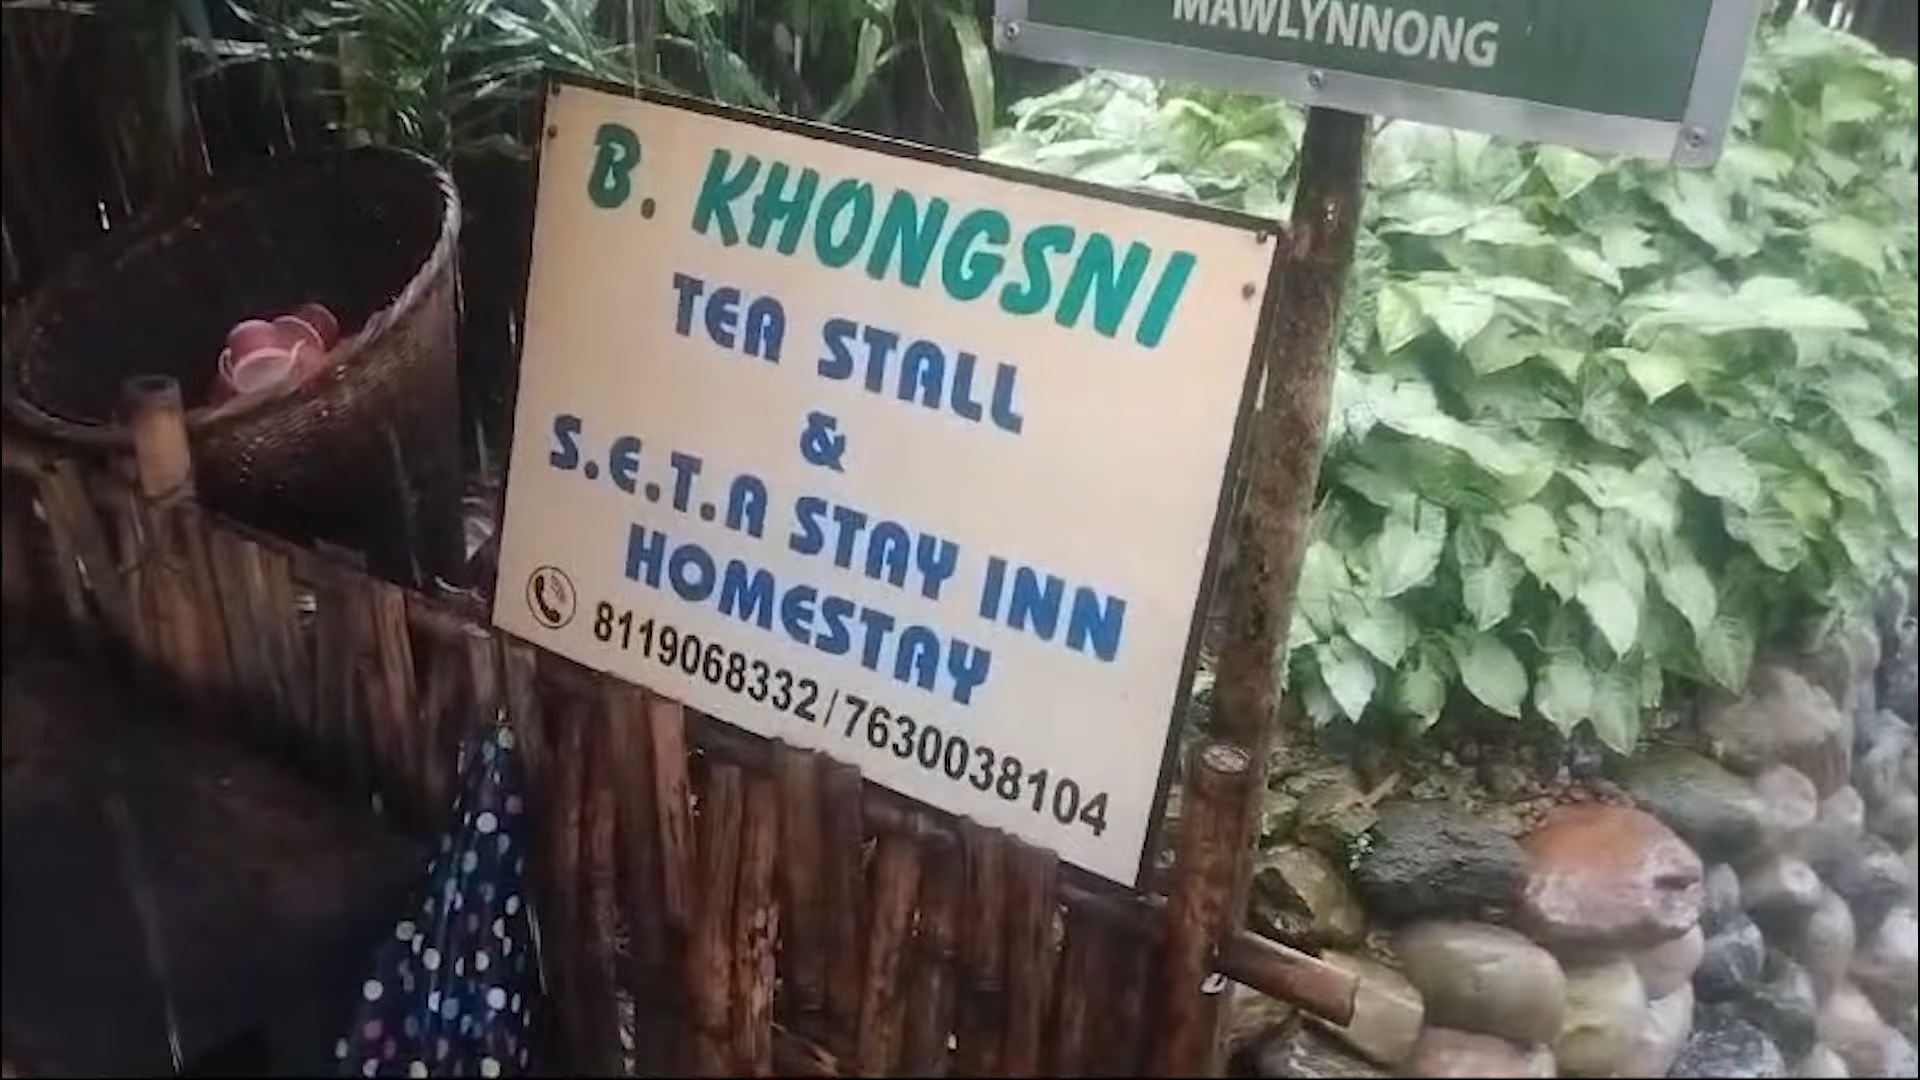 MAWLYNNONG
B. KHONGSNI
TEA STALL
&
S.E.T.A STAY INN
HOMESTAY
8119068332/7630038104